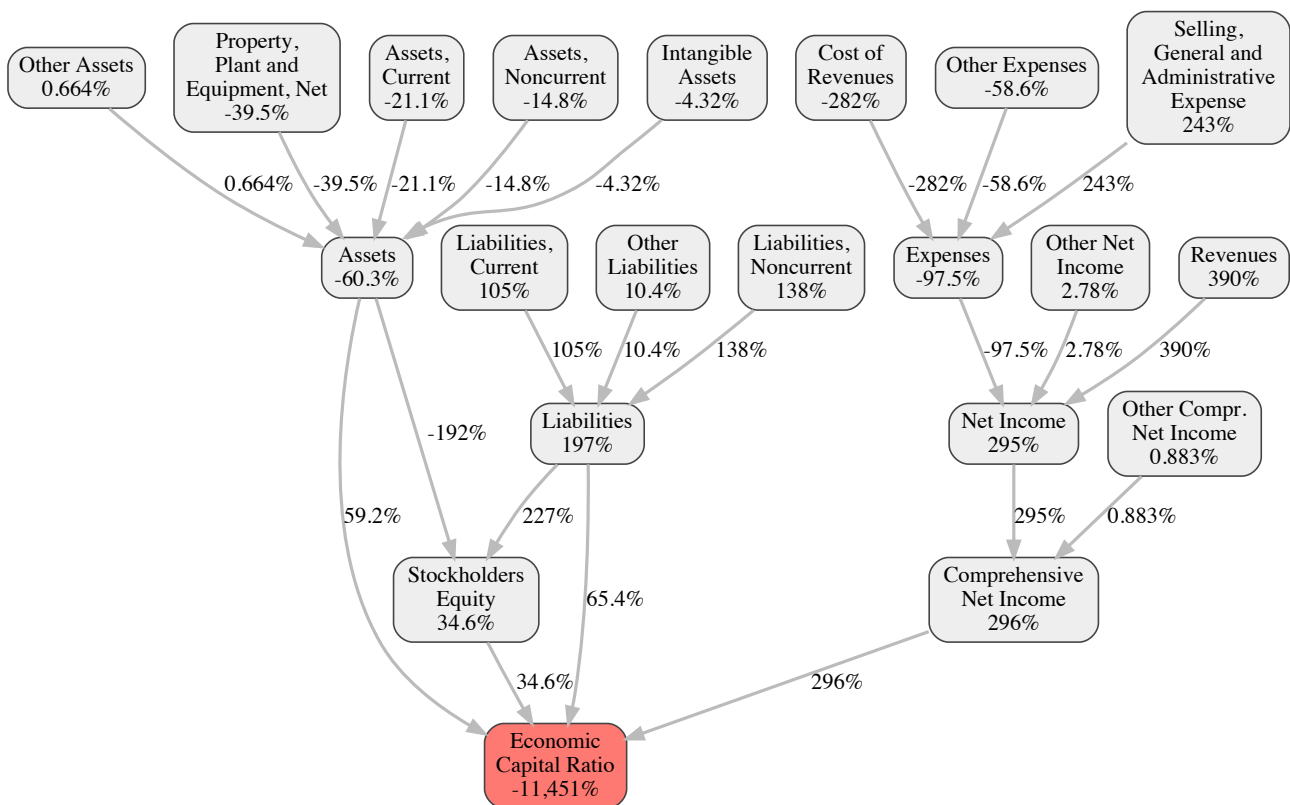 Other Assets
0.664%
Property,
Plant and
Equipment, Net
-39.5%
Assets,
Current
-21.1%
Assets,
Noncurrent
-14.8%
Intangible
Assets
-4.32%
Cost of
Revenues
-282%
Other Expenses
-58.6%
Selling,
General and
Administrative
Expense
243%
0.664%
-39.5%
-21.1%
-14.8%
-4.32%
-282%
-58.6%
243%
Assets
-60.3%
Liabilities,
Current
105%
Other
Liabilities
10.4%
Liabilities,
Noncurrent
138%
Expenses
-97.5%
Other Net
Income
2.78%
Revenues
390%
105%
10.4%
138%
-97.5%
2.78%
390%
-192%
Liabilities
197%
Net Income
295%
Other Compr.
Net Income
0.883%
59.2%
227%
295%
0.883%
Stockholders
Equity
34.6%
65.4%
Comprehensive
Net Income
296%
34.6%
296%
Economic
Capital Ratio
-11,451%